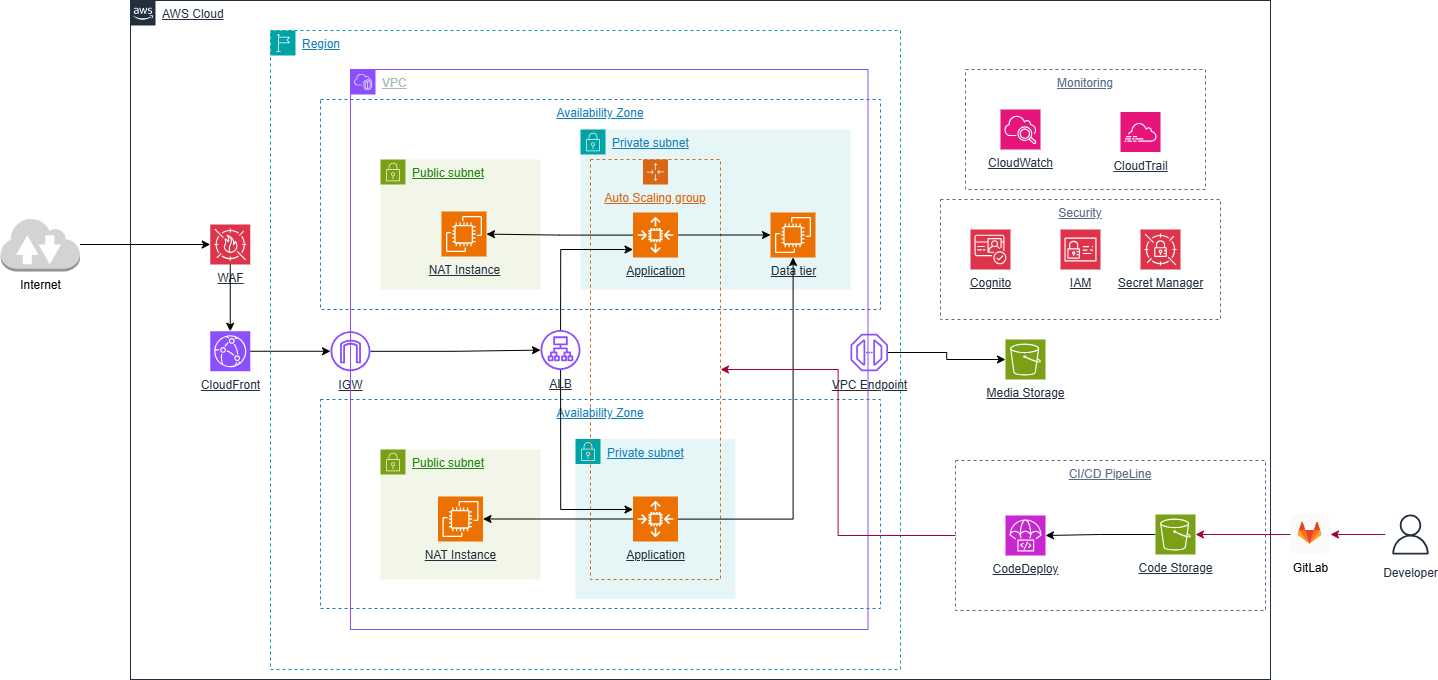 aws
AWS Cloud
Region
VPC
Monitoring
CloudWatch
CloudTrail
Availability Zone
Private subnet
Public subnet
Auto Scaling group
NAT Instance
Application
Data tier
Security
Cognito
IAM
Secret Manager
Internet
WAF
CloudFront
IGW
ALB
VPC Endpoint
Media Storage
Availability Zone
Private subnet
Public subnet
NAT Instance
Application
CI/CD PipeLine
CodeDeploy
Code Storage
GitLab
Developer